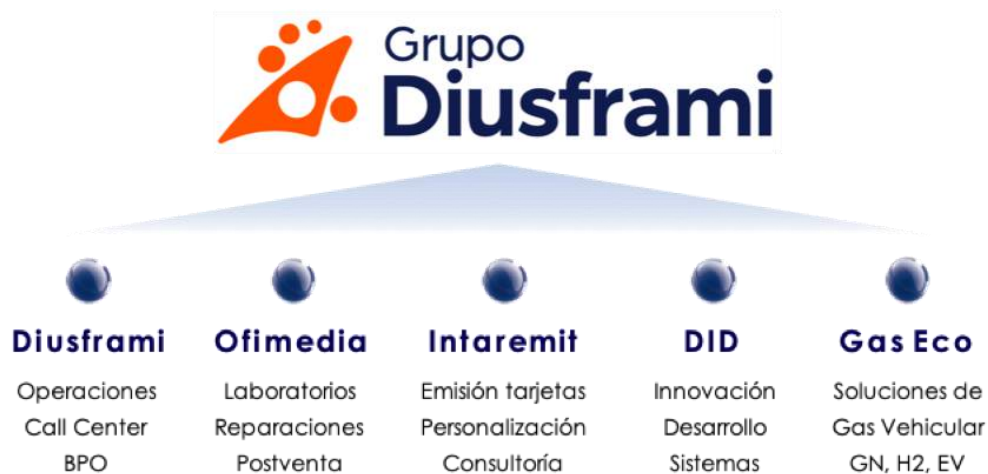 Grupo
Diusframi
Diusframi
Operaciones
Call Center
BPO
Ofimedia
Laboratorios
Reparaciones
Postventa
Intaremit
Emisión tarjetas
Personalización
Consultoría
DID
Innovación
Desarrollo
Sistemas
Gas Eco
Soluciones de
Gas Vehicular
GN, H2, EV